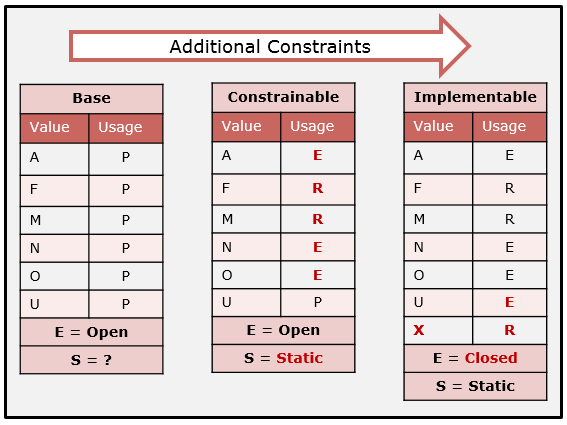 Additional Constraints
Base
Value Usage
A P
F P
M P
N P
O P
U P
E = Open
S = ?
Constrainable
Value Usage
A E
F R
M R
N E
O E
U P
E = Open
S = Static
Implementable
Value Usage
A E
F R
M R
N E
O E
U E
X R
E = Closed
S = Static